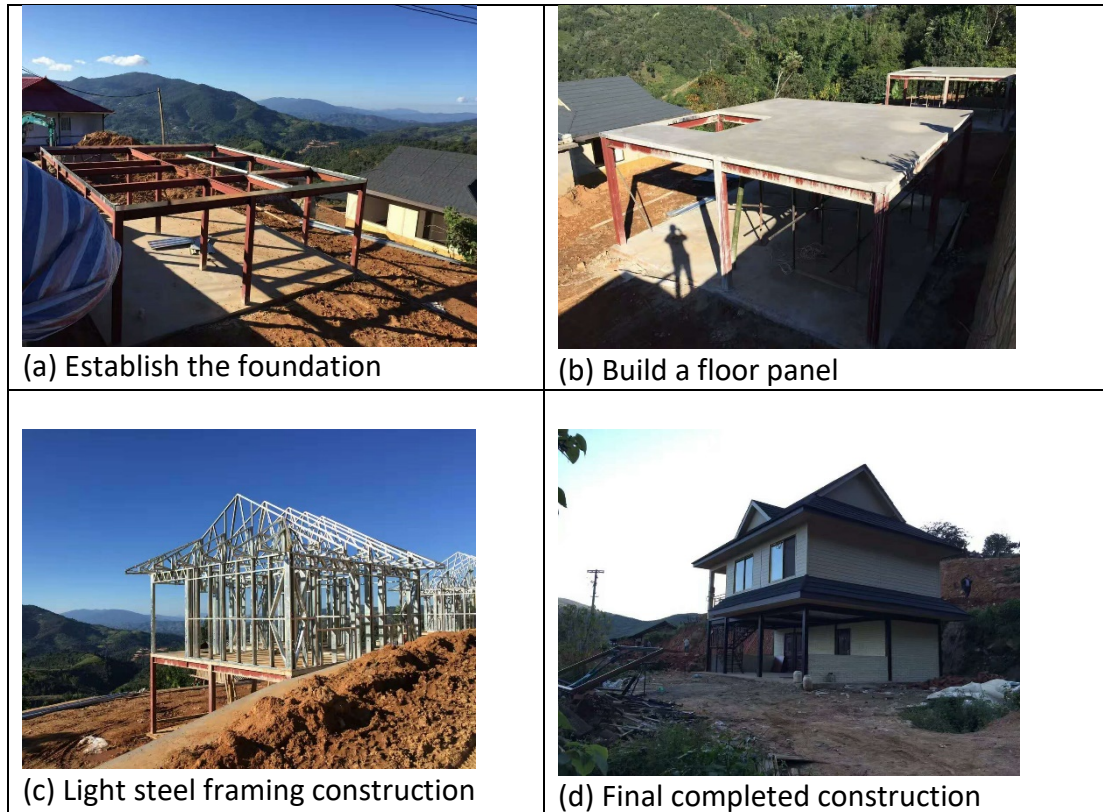 (a) Establish the foundation
(b) Build a floor panel
(c) Light steel framing construction
(d) Final completed construction